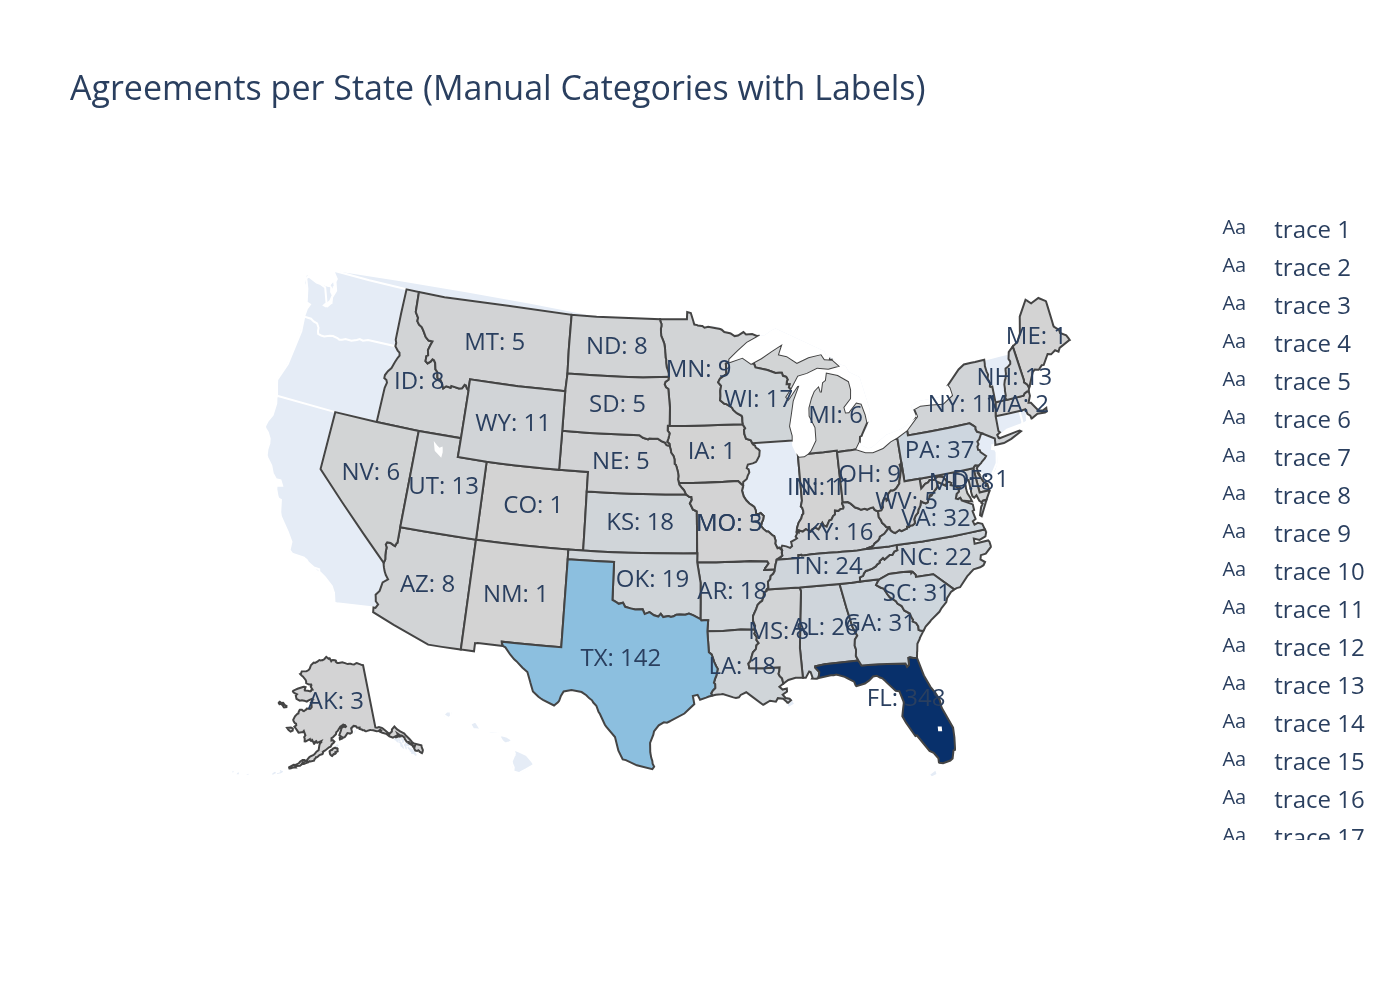 Agreements per State (Manual Categories with Labels)
Aa trace 1
Aa trace 2
Aa trace 3
Aa trace 4
Aa trace 5
Aa trace 6
Aa trace 7
Aa trace 8
Aa trace 9
Aa trace 10
Aa trace 11
Aa trace 12
Aa trace 13
Aa trace 14
Aa trace 15
Aa trace 16
Aa trace 17
ME: 1
MT: 5
ND: 8
MN: 9
ID: 8
NH: 13
WI: 17
SD: 5
NY:
MA: 2
MI: 6
WY: 11
IA: 1
PA: 37
NV: 6
NE: 5
OH: 9
UT: 13
DE: 1
CO: 1
WV: 5
KS: 18
MO:
VA: 32
KY: 16
NC: 22
TN: 24
AZ: 8
OK: 19
NM: 1
AR: 18
SC: 31
MS: 8
AL:
GA: 31
TX: 142
LA: 18
AK: 3
FL: 348